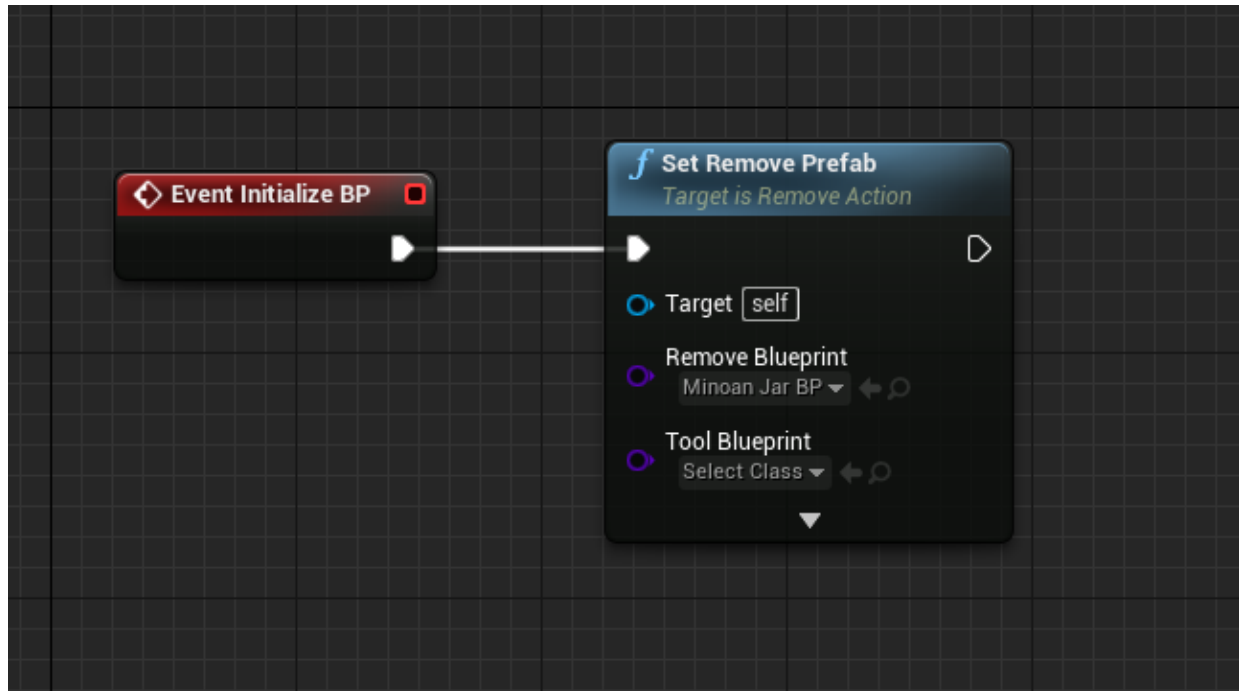 Event Initialize BP
f Set Remove Prefab
Target is Remove Action
Target self
Remove Blueprint
Minoan Jar BP
Tool Blueprint
Select Class